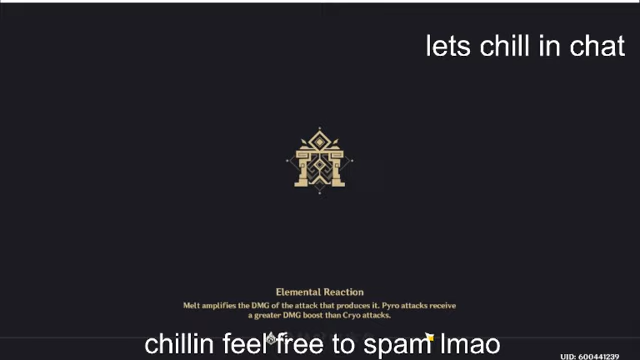 lets chill in chat
Elemental Reaction
Melt amplifies the DMG of the attack that produces it. Pyro attacks receive
a greater DMG boost than Cryo attacks.
chillin feel free to spam lmao
UID: 600441239